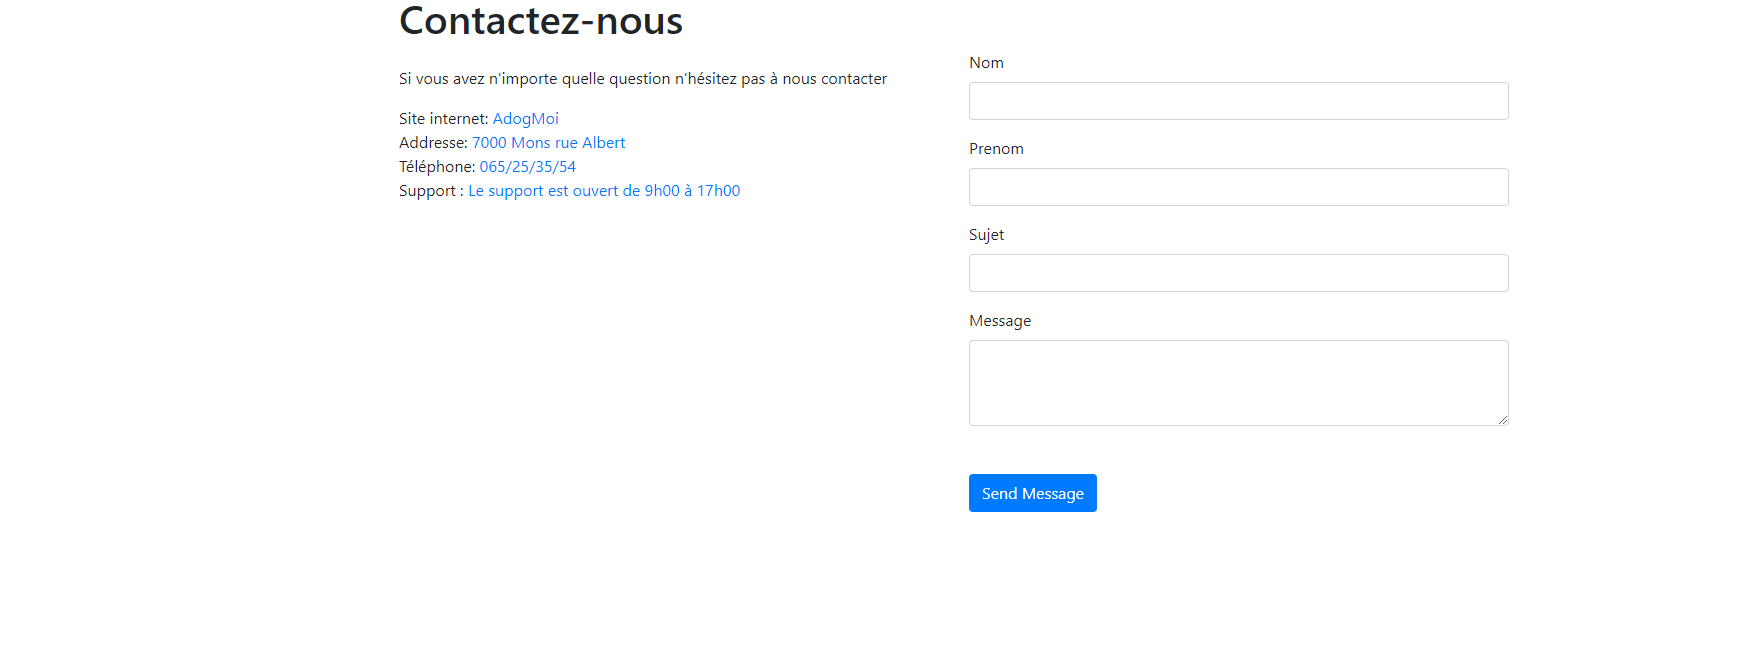 Contactez-nous
Si vous avez n'importe quelle question n'hésitez pas à nous contacter
Site internet: AdogMoi
Addresse: 7000 Mons rue Albert
Téléphone: 065/25/35/54
Support : Le support est ouvert de 9h00 à 17h00
Nom
Prenom
Sujet
Message
Send Message